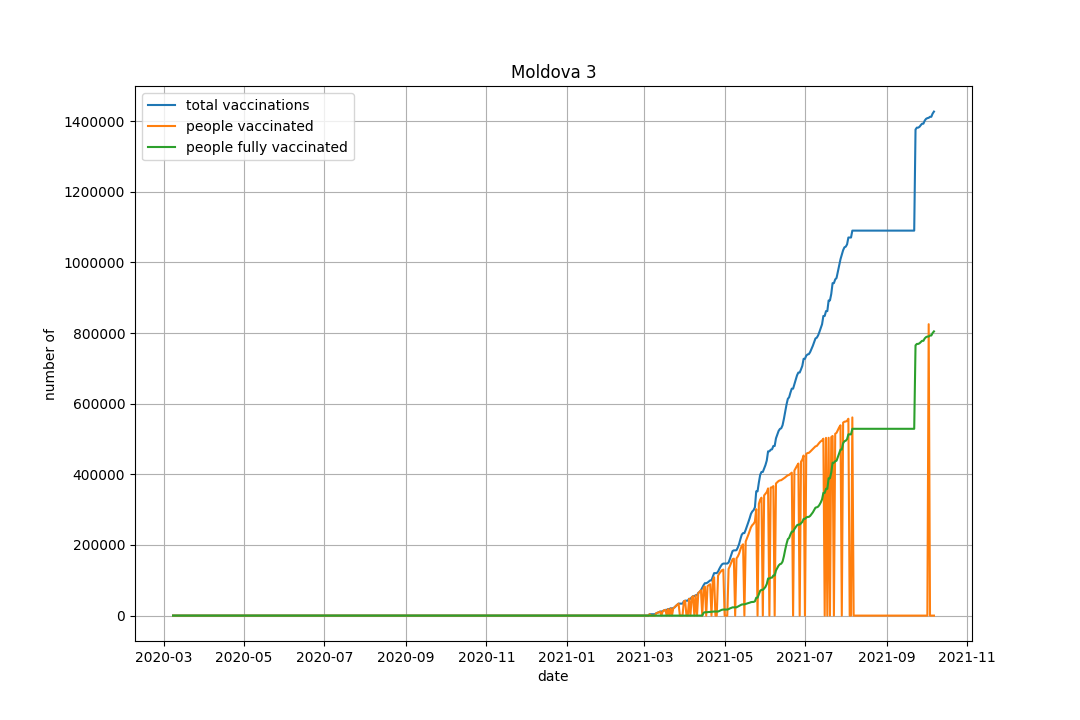 Moldova 3
total vaccinations
people vaccinated
people fully vaccinated
1400000
1200000
1000000
800000
600000
400000
200000
0
number of
2020-03 2020-05 2020-07 2020-09 2020-11 2021-01 2021-03 2021-05 2021-07 2021-09 2021-11
date